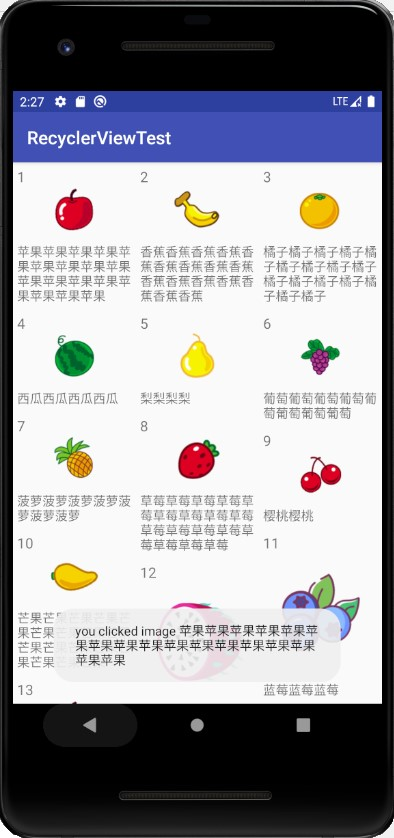 2:27
LTE
RecyclerViewTest
1
2
3
苹果苹果苹果苹果苹
果苹果苹果苹果苹果
苹果苹果苹果苹果苹
果苹果苹果苹果
香蕉香蕉香蕉香蕉香
蕉香蕉香蕉香蕉香蕉
香蕉香蕉香蕉香蕉香
蕉香蕉香蕉
橘子橘子橘子橘子橘
子橘子橘子橘子橘子
橘子橘子橘子橘子橘
子橘子橘子
4
5
6
西瓜西瓜西瓜西瓜
梨梨梨梨
葡萄葡萄葡萄葡萄葡
萄葡萄葡萄葡萄
7
8
9
菠萝菠萝菠萝菠萝菠
萝菠萝菠萝
草莓草莓草莓草莓草
莓草莓草莓草莓草莓
草莓草莓草莓草莓草
莓草莓草莓草莓
樱桃樱桃
10
12
11
芒果芒
果芒果芒
芒果芒
果芒果
you clicked image 苹果苹果苹果苹果苹果苹
果苹果苹果苹果苹果苹果苹果苹果苹果
苹果苹果
13
蓝莓蓝莓蓝莓